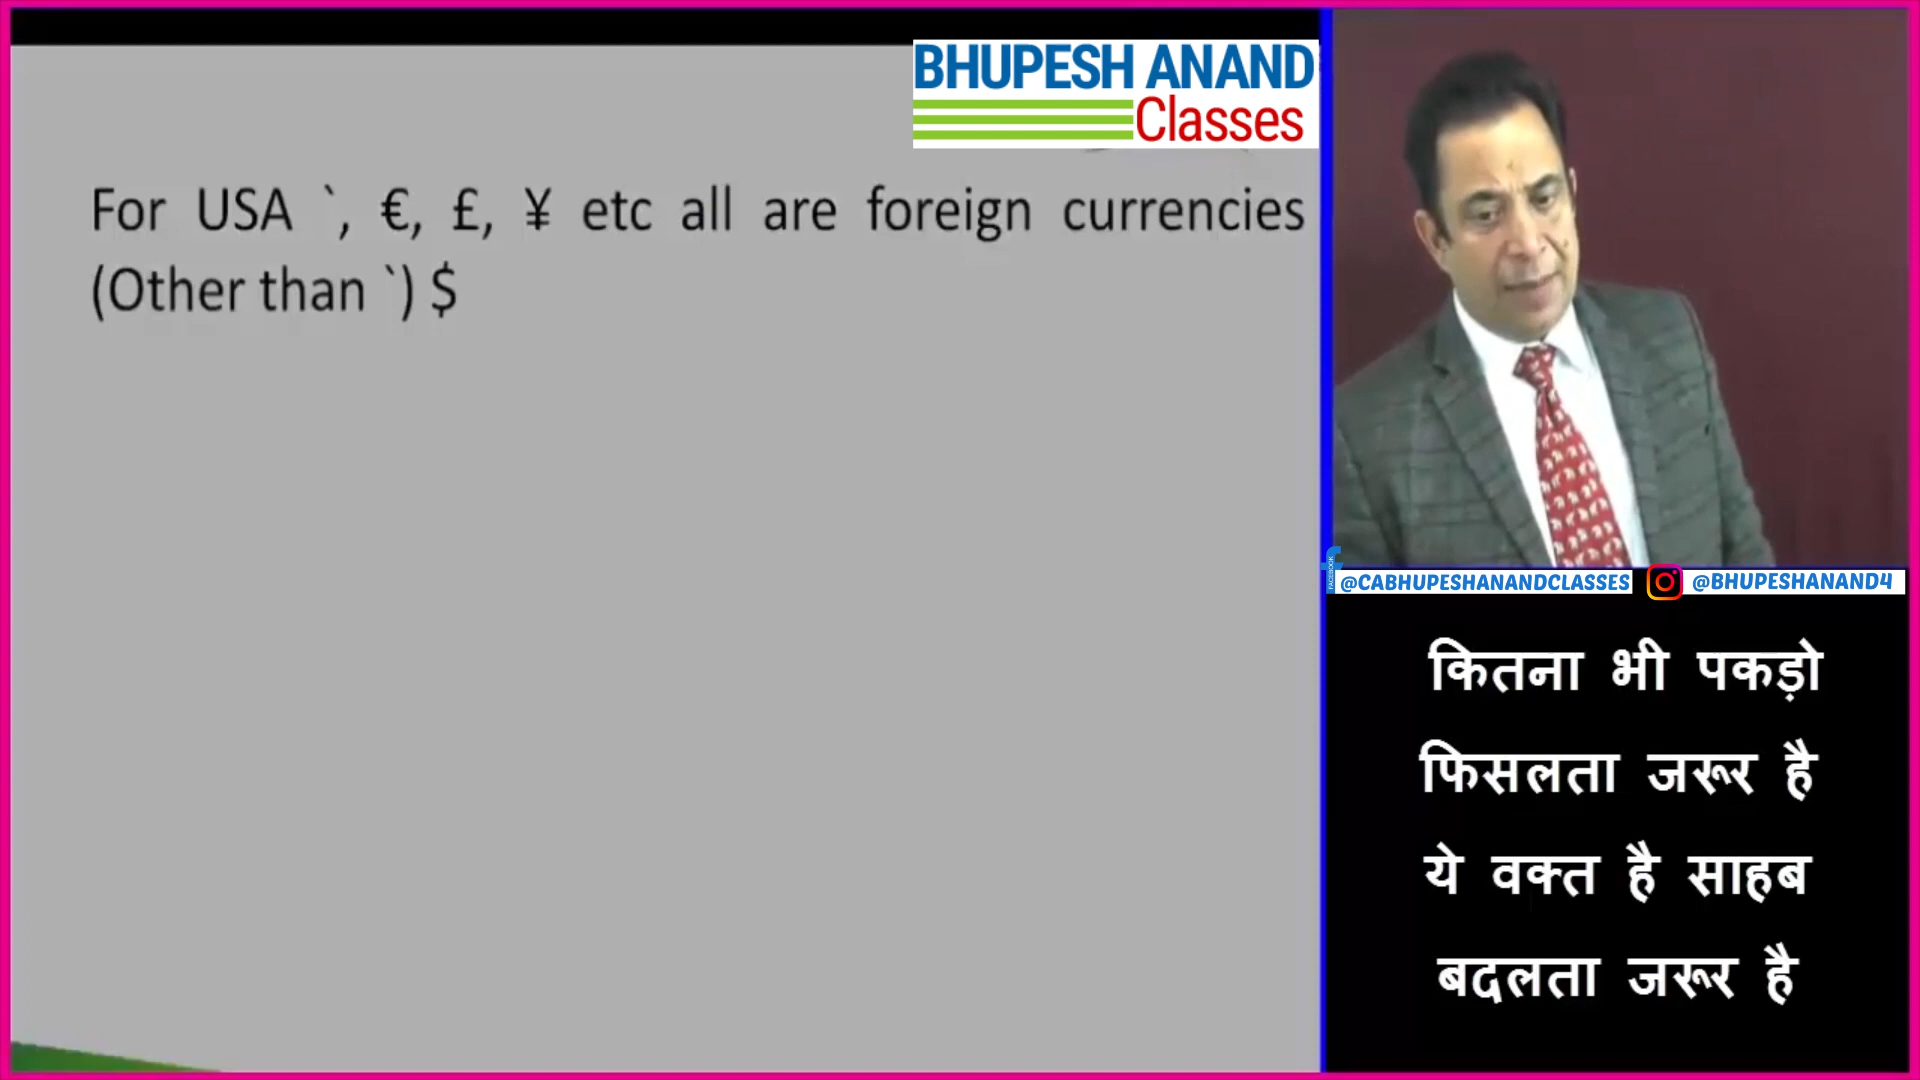 BHUPESH ANAND
Classes
For USA `, €, £, ¥ etc all are foreign currencies
(Other than `) $
@CABHUPESHANANDCLASSES @BHUPESHANAND4
कितना भी पकड़ो
फिसलता जरूर है
ये वक्त है साहब
बदलता जरूर है